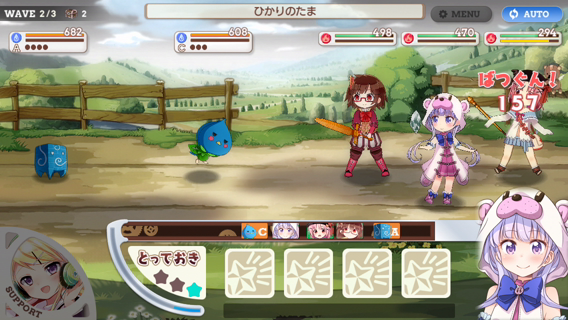 WAVE 2/3 2
ひかりのたま
MENU
AUTO
682
A
608
C
498
470
294
ばつぐん!
157
C
A
とっておき
SUPPORT